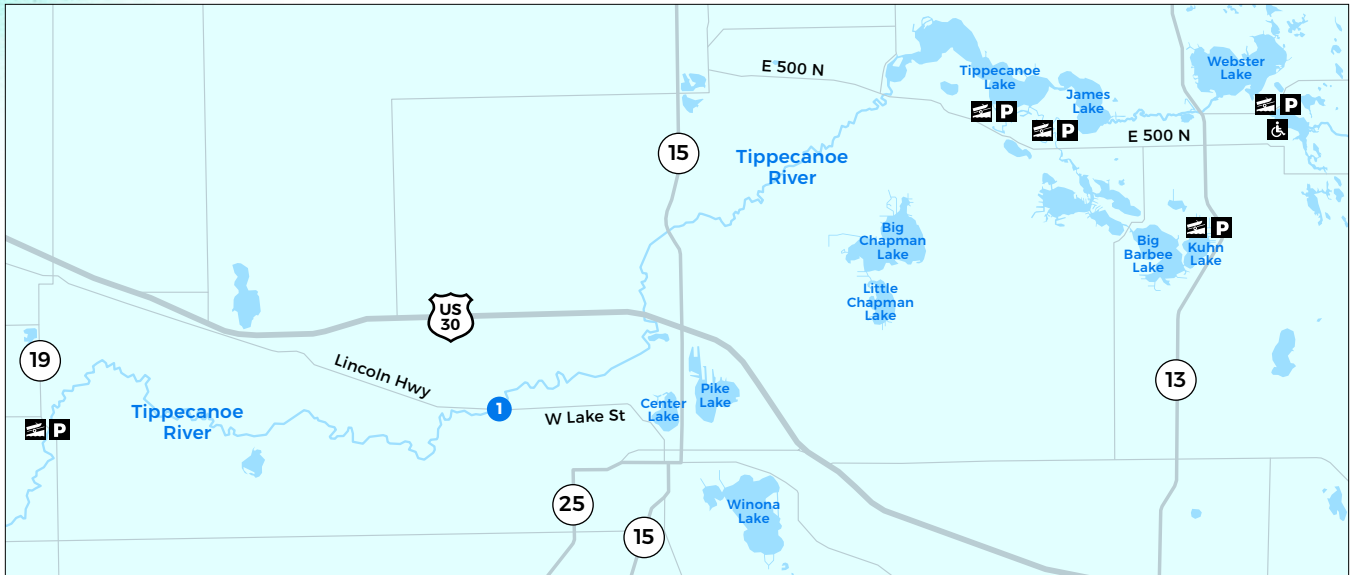 E 500 N
Tippecanoe
Lake
James
Lake
Webster
Lake
P
P
P
E 500 N
15
Tippecanoe
River
Big
Chapman
Lake
Little
Chapman
Lake
Big
Barbee
Lake
Kuhn
Lake
P
US
30
19
Lincoln Hwy
13
Tippecanoe
River
P
1
W Lake St
Center
Lake
Pike
Lake
25
15
Winona
Lake